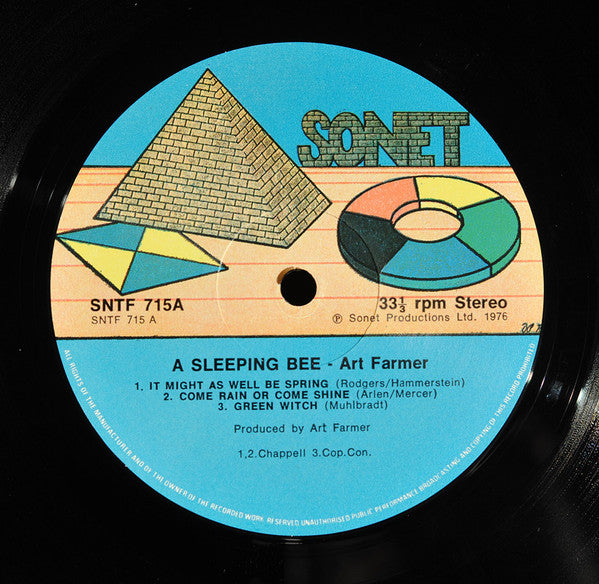 SONET
SNTF 715A
SNTF 715 A
33⅓ rpm Stereo
℗ Sonet Productions Ltd. 1976
A SLEEPING BEE - Art Farmer
1. IT MIGHT AS WELL BE SPRING (Rodgers/Hammerstein)
2. COME RAIN OR COME SHINE (Arlen/Mercer)
3. GREEN WITCH (Muhlbradt)
Produced by Art Farmer
1,2.Chappell 3.Cop.Con.
ALL RIGHTS OF THE MANUFACTURER AND OF THE OWNER OF THE RECORDED WORK RESERVED UNAUTHORISED PUBLIC PERFORMANCE BROADCASTING AND COPYING OF THIS RECORD PROHIBITED